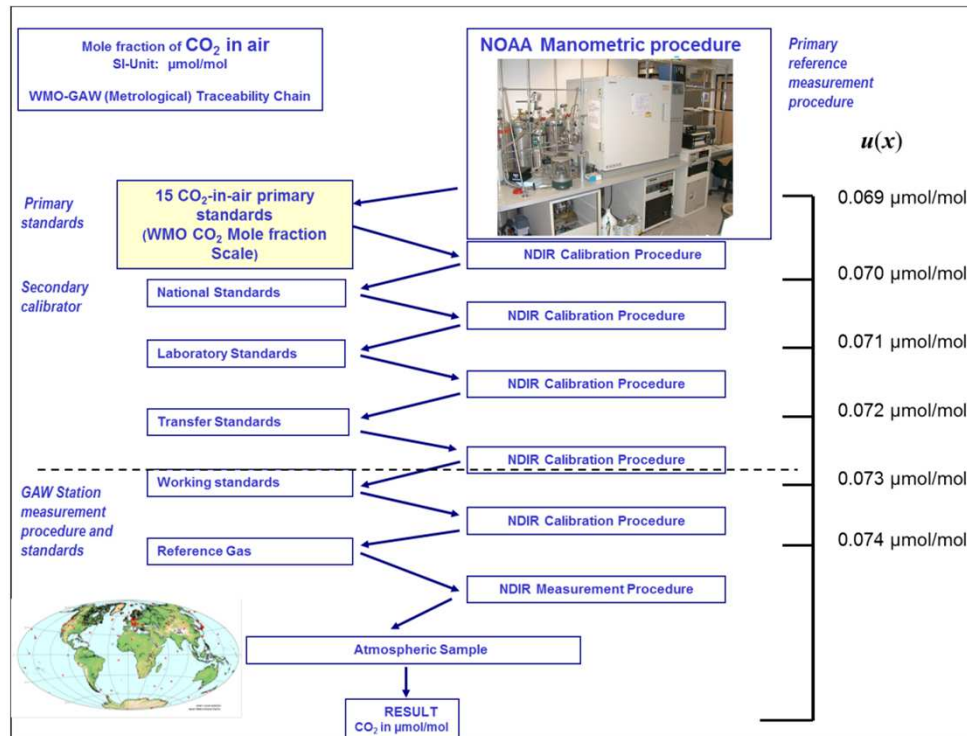 Mole fraction of CO₂ in air
SI-Unit: µmol/mol
WMO-GAW (Metrological) Traceability Chain
NOAA Manometric procedure
Primary
reference
measurement
procedure
u(x)
Primary
standards
15 CO₂-in-air primary
standards
(WMO CO₂ Mole fraction
Scale)
0.069 µmol/mol
NDIR Calibration Procedure
0.070 µmol/mol
Secondary
calibrator
National Standards
NDIR Calibration Procedure
0.071 µmol/mol
Laboratory Standards
NDIR Calibration Procedure
0.072 µmol/mol
Transfer Standards
NDIR Calibration Procedure
0.073 µmol/mol
GAW Station
measurement
procedure and
standards
Working standards
NDIR Calibration Procedure
0.074 µmol/mol
Reference Gas
NDIR Measurement Procedure
Atmospheric Sample
RESULT
CO₂ in µmol/mol